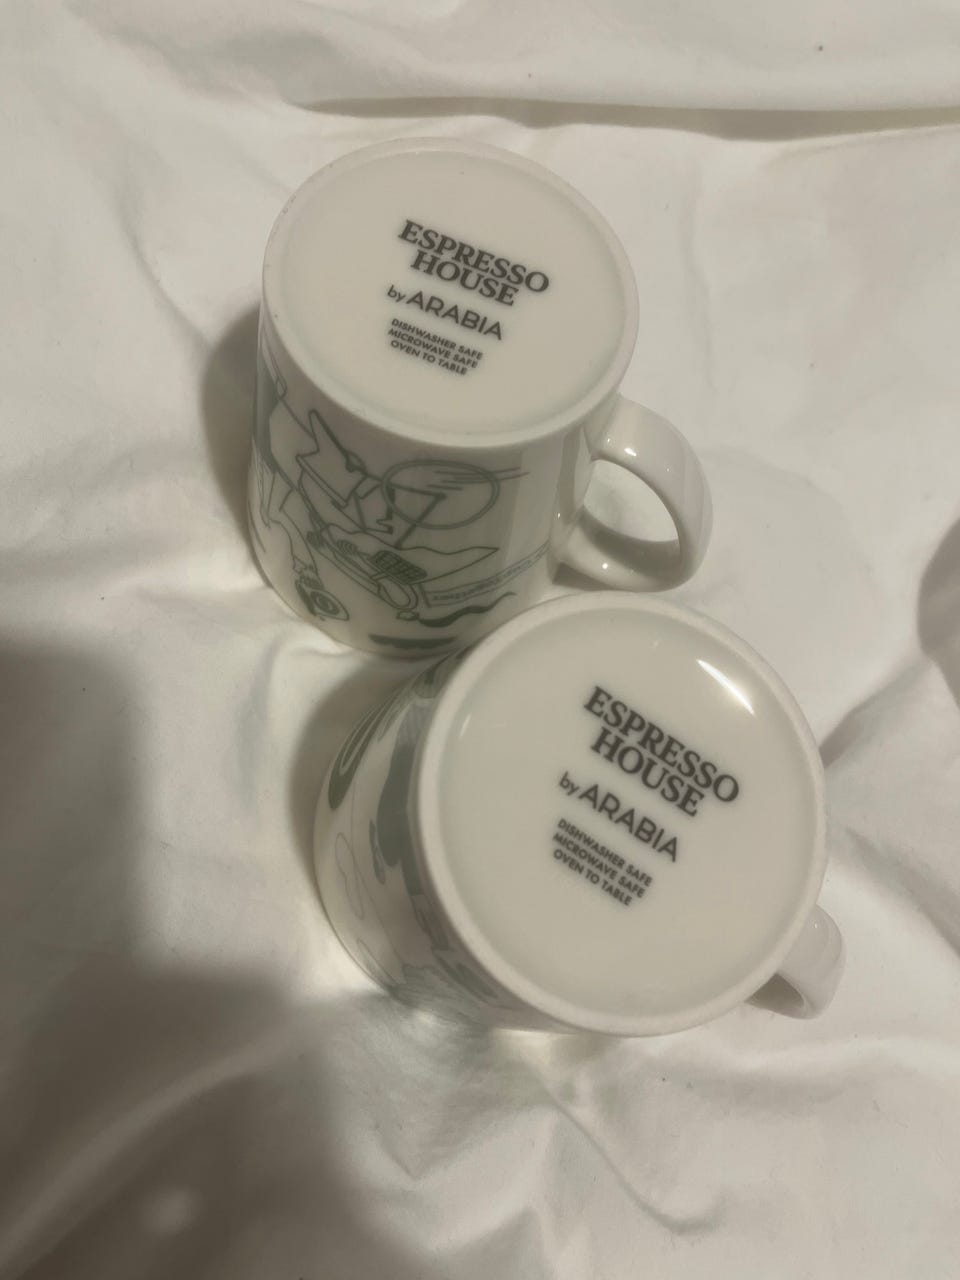 ESPRESSO
HOUSE
by ARABIA
DISHWASHER SAFE
MICROWAVE SAFE
OVEN TO TABLE
ESPRESSO
HOUSE
by ARABIA
DISHWASHER SAFE
MICROWAVE SAFE
OVEN TO TABLE